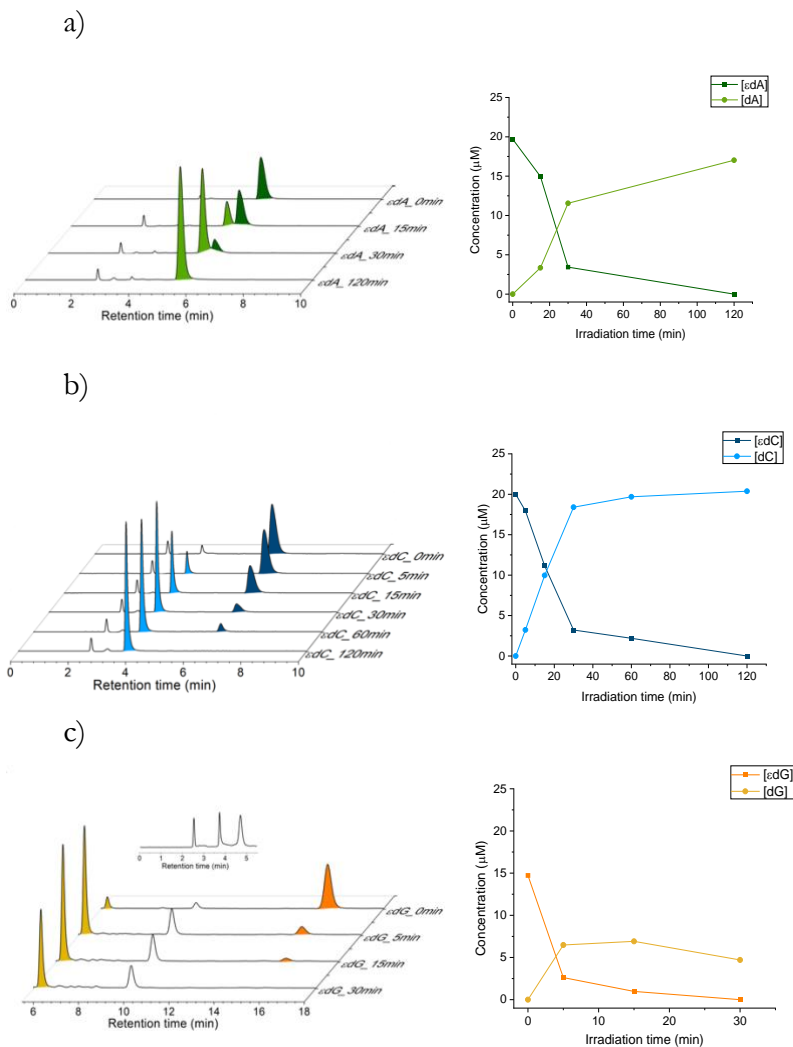 a)
εdA_0min
εdA_15min
εdA_30min
εdA_120min
0 2 4 6 8 10
Retention time (min)
[εdA]
[dA]
25
20
15
10
5
0
Concentration (μM)
0 20 40 60 80 100 120
Irradiation time (min)
b)
εdC_0min
εdC_5min
εdC_15min
εdC_30min
εdC_60min
εdC_120min
0 2 4 6 8 10
Retention time (min)
[εdC]
[dC]
25
20
15
10
5
0
Concentration (μM)
0 20 40 60 80 100 120
Irradiation time (min)
c)
0 1 2 3 4 5
Retention time (min)
εdG_0min
εdG_5min
εdG_15min
εdG_30min
6 8 10 12 14 16 18
Retention time (min)
[εdG]
[dG]
25
20
15
10
5
0
Concentration (μM)
0 10 20 30
Irradiation time (min)